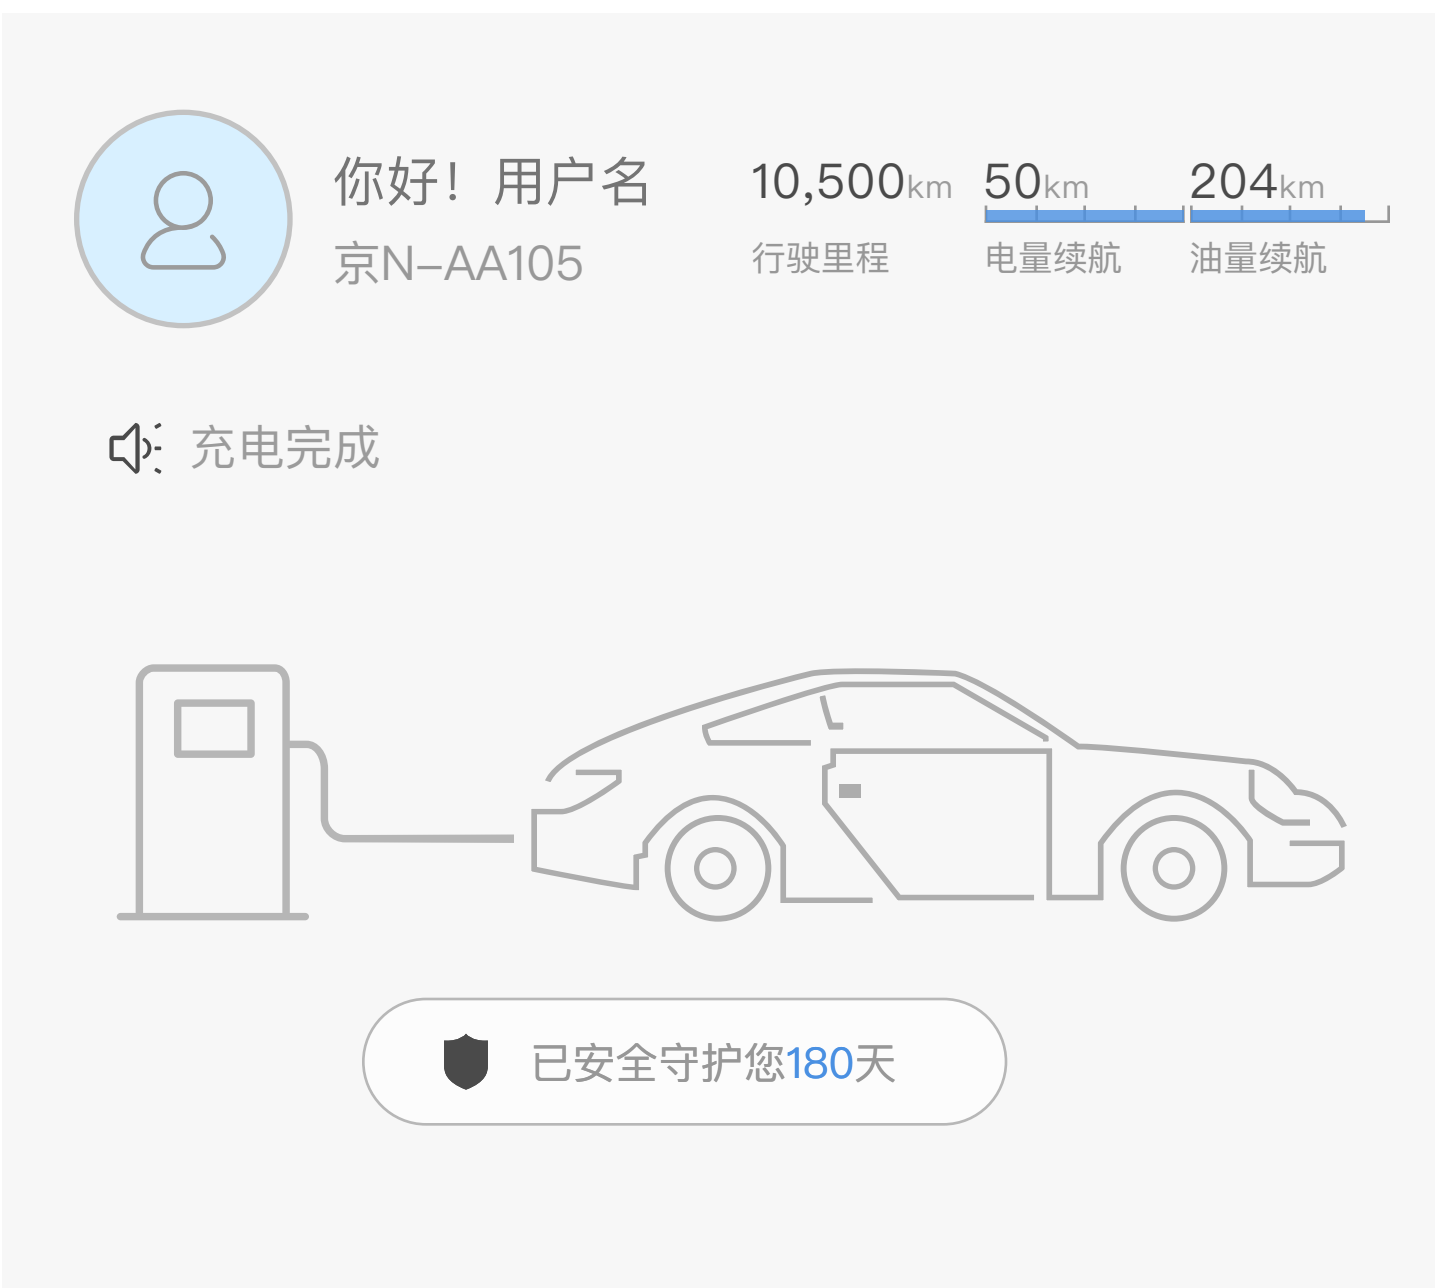 你好！用户名
京N–AA105
10,500km
行驶里程
50km
电量续航
204km
油量续航
充电完成
已安全守护您180天